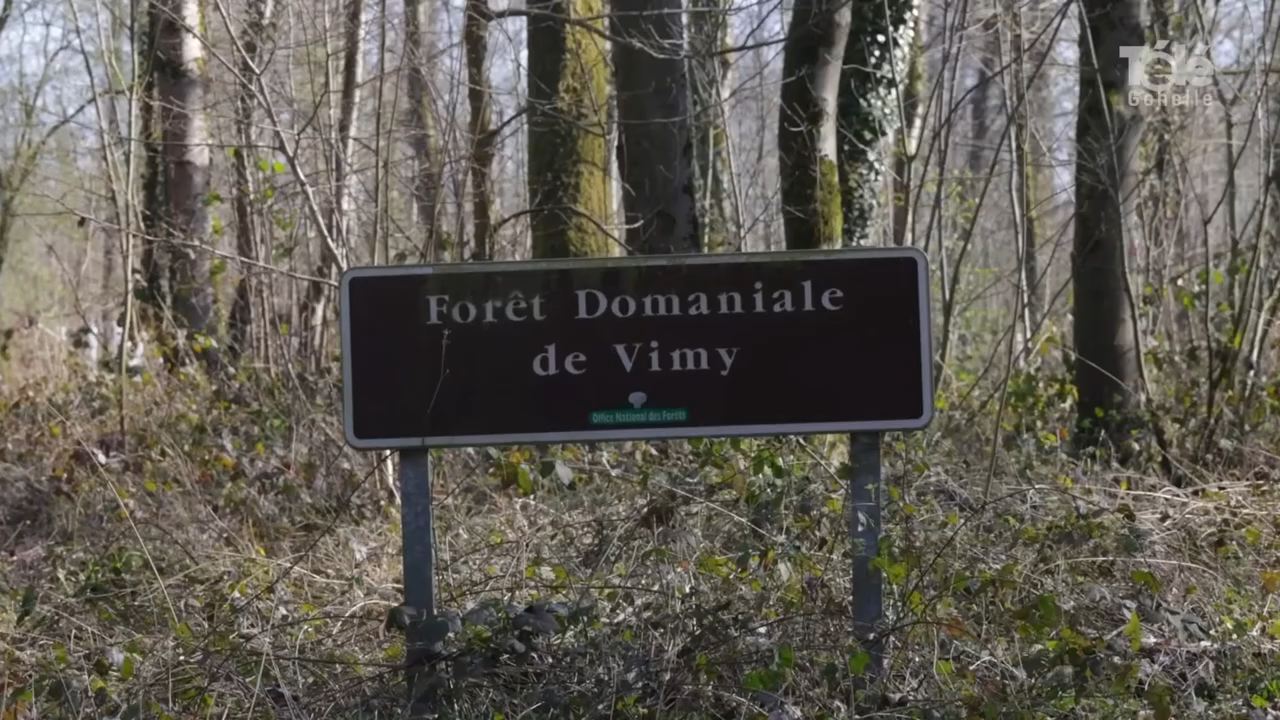 Télé
Gohelle
Forêt Domaniale
de Vimy
Office National des Forêts